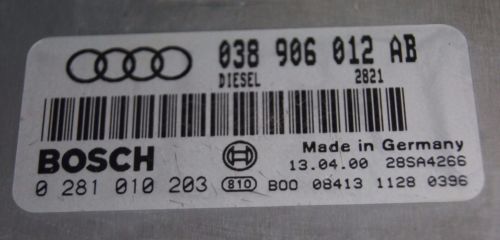 038 906 012 AB
DIESEL 2821
BOSCH Made in Germany
13.04.00 28SA4266
0 281 010 203 810 B00 08413 1128 0396